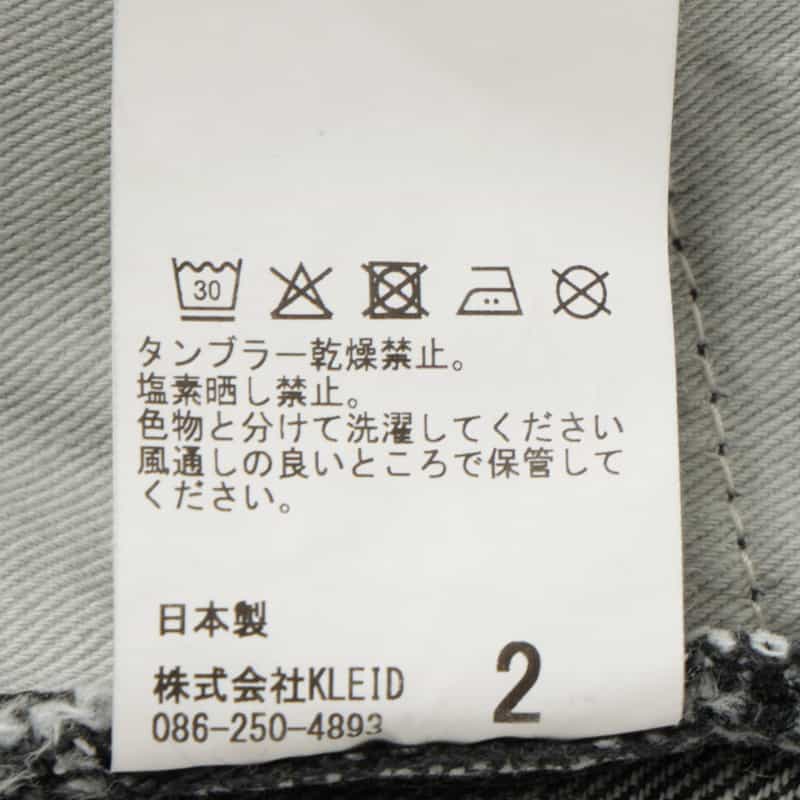 30
タンブラー乾燥禁止。
塩素晒し禁止。
色物と分けて洗濯してください
風通しの良いところで保管して
ください。
日本製
株式会社KLEID
086-250-4893
2